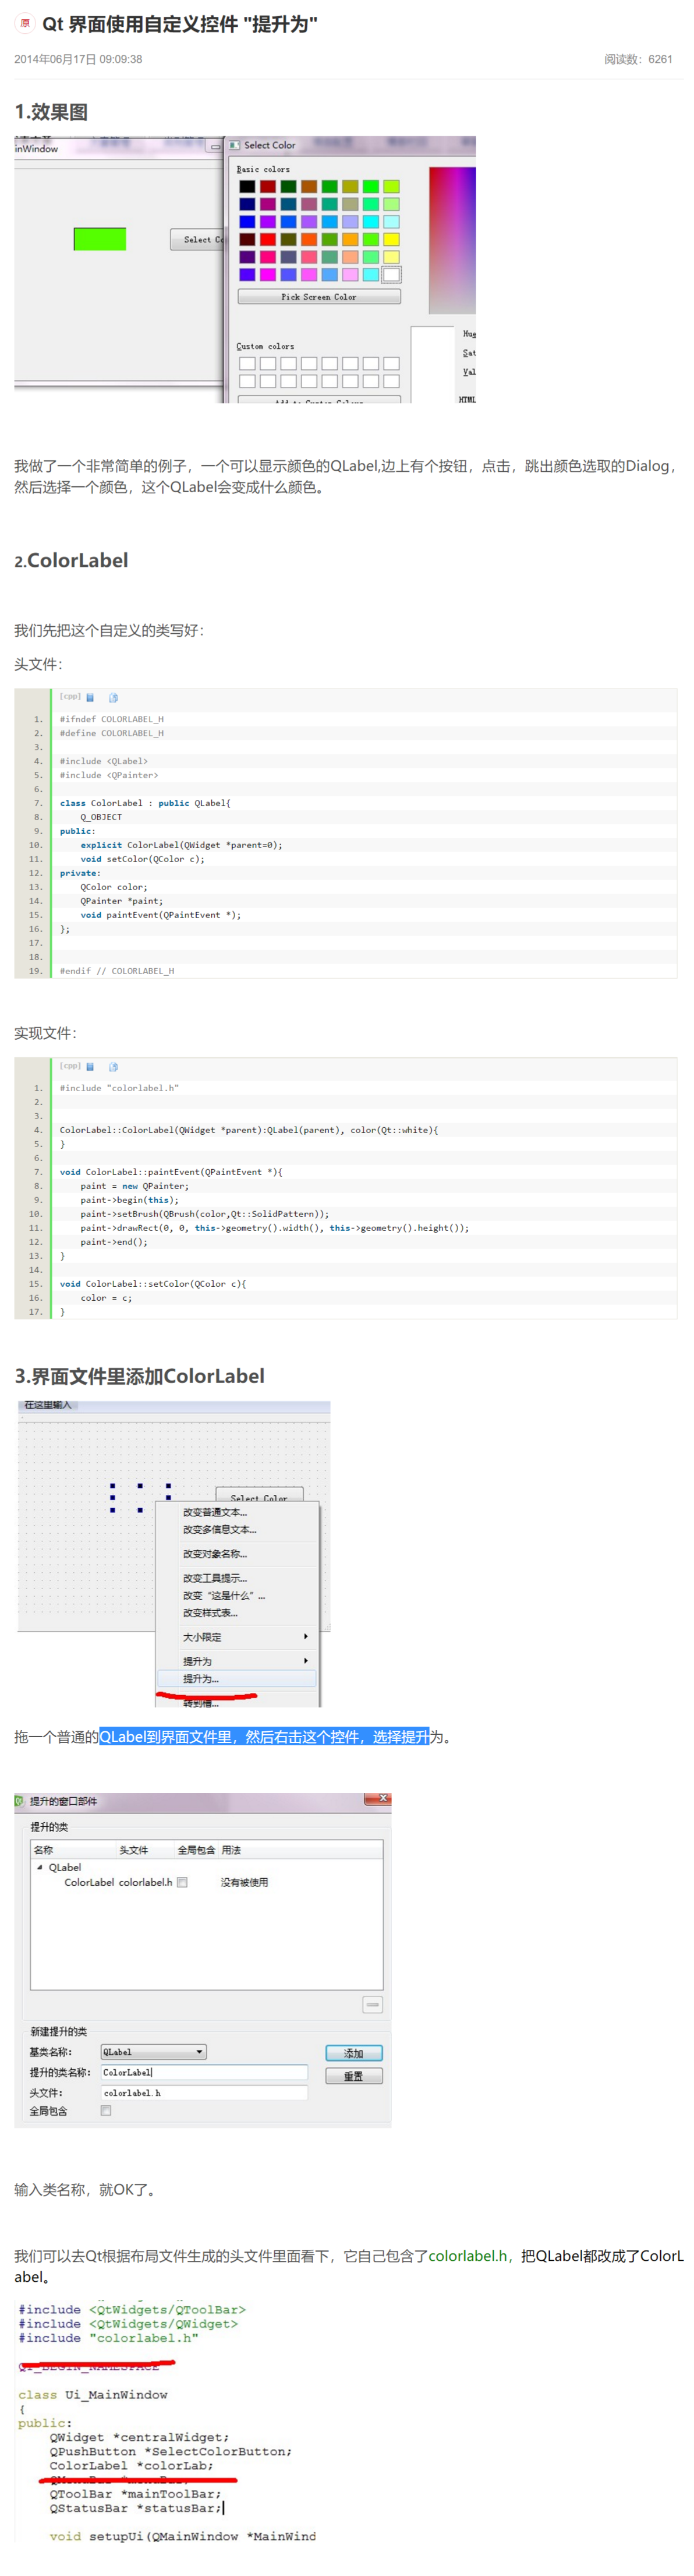 原 Qt 界面使用自定义控件 "提升为"
2014年06月17日 09:09:38 阅读数：6261
1.效果图
inWindow
Select Color
Basic colors
Select Co
Pick Screen Color
Custom colors
Hue
Sat
Val
HTML
Add to Custom Colors
我做了一个非常简单的例子，一个可以显示颜色的QLabel,边上有个按钮，点击，跳出颜色选取的Dialog，
然后选择一个颜色，这个QLabel会变成什么颜色。
2.ColorLabel
我们先把这个自定义的类写好：
头文件：
[cpp]
1. #ifndef COLORLABEL_H
2. #define COLORLABEL_H
3.
4. #include <QLabel>
5. #include <QPainter>
6.
7. class ColorLabel : public QLabel{
8. Q_OBJECT
9. public:
10. explicit ColorLabel(QWidget *parent=0);
11. void setColor(QColor c);
12. private:
13. QColor color;
14. QPainter *paint;
15. void paintEvent(QPaintEvent *);
16. };
17.
18.
19. #endif // COLORLABEL_H
实现文件：
[cpp]
1. #include "colorlabel.h"
2.
3.
4. ColorLabel::ColorLabel(QWidget *parent):QLabel(parent), color(Qt::white){
5. }
6.
7. void ColorLabel::paintEvent(QPaintEvent *){
8. paint = new QPainter;
9. paint->begin(this);
10. paint->setBrush(QBrush(color,Qt::SolidPattern));
11. paint->drawRect(0, 0, this->geometry().width(), this->geometry().height());
12. paint->end();
13. }
14.
15. void ColorLabel::setColor(QColor c){
16. color = c;
17. }
3.界面文件里添加ColorLabel
在这里输入
Select Color
改变普通文本...
改变多信息文本...
改变对象名称...
改变工具提示...
改变“这是什么”...
改变样式表...
大小限定
提升为
提升为...
转到槽...
拖一个普通的QLabel到界面文件里，然后右击这个控件，选择提升为。
提升的窗口部件
提升的类
名称 头文件 全局包含 用法
QLabel
ColorLabel colorlabel.h 没有被使用
新建提升的类
基类名称： QLabel 添加
提升的类名称： ColorLabel 重置
头文件： colorlabel.h
全局包含
输入类名称，就OK了。
我们可以去Qt根据布局文件生成的头文件里面看下，它自己包含了colorlabel.h，把QLabel都改成了ColorL
abel。
#include <QtWidgets/QToolBar>
#include <QtWidgets/QWidget>
#include "colorlabel.h"
QT_BEGIN_NAMESPACE
class Ui_MainWindow
{
public:
QWidget *centralWidget;
QPushButton *SelectColorButton;
ColorLabel *colorLab;
QMenuBar *menuBar;
QToolBar *mainToolBar;
QStatusBar *statusBar;
void setupUi(QMainWindow *MainWind